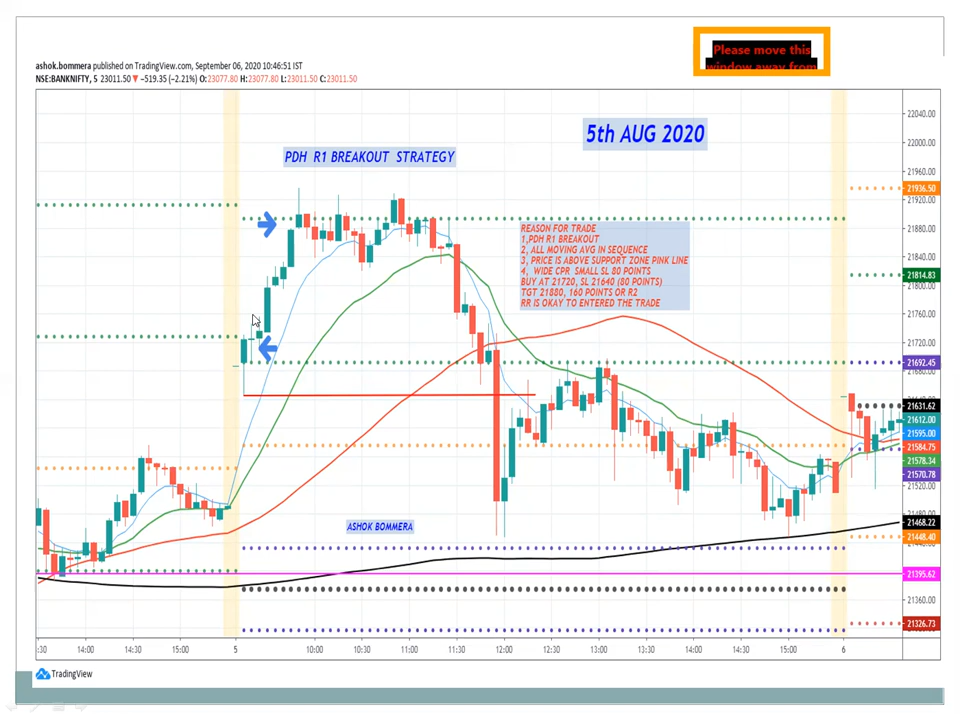 Please move this
window away from
ashok.bommera published on TradingView.com, September 06, 2020 10:46:51 IST
NSE:BANKNIFTY, 5 23011.50 ▼ −519.35 (−2.21%) O:23077.80 H:23077.80 L:23011.50 C:23011.50
5th AUG 2020
PDH R1 BREAKOUT STRATEGY
REASON FOR TRADE
1,PDH R1 BREAKOUT
2, ALL MOVING AVG IN SEQUENCE
3, PRICE IS ABOVE SUPPORT ZONE PINK LINE
4, WIDE CPR SMALL SL 80 POINTS
BUY AT 21720, SL 21640 (80 POINTS)
TGT 21880, 160 POINTS OR R2
RR IS OKAY TO ENTERED THE TRADE
ASHOK BOMMERA
22040.00
22000.00
21960.00
21936.50
21920.00
21880.00
21840.00
21814.83
21800.00
21760.00
21720.00
21692.45
21680.00
21631.62
21612.00
21595.00
21584.75
21578.34
21570.78
21520.00
21480.00
21468.22
21448.40
21395.62
21360.00
21326.73
:30 14:00 14:30 15:00 5 10:00 10:30 11:00 11:30 12:00 12:30 13:00 13:30 14:00 14:30 15:00 6
TradingView